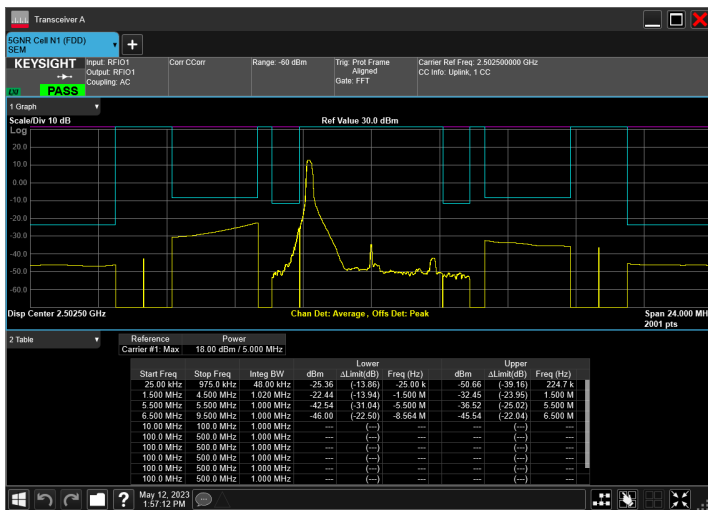 Transceiver A
5GNR Cell N1 (FDD)
SEM
KEYSIGHT
PASS
Input: RFIO1
Output: RFIO1
Coupling: AC
Corr CCorr
Range: -60 dBm
Trig: Prot Frame
Aligned
Gate: FFT
Carrier Ref Freq: 2.502500000 GHz
CC Info: Uplink, 1 CC
1 Graph
Scale/Div 10 dB
Ref Value 30.0 dBm
Log
20.0
10.0
0.00
-10.0
-20.0
-30.0
-40.0
-50.0
-60.0
Disp Center 2.50250 GHz
Chan Det: Average , Offs Det: Peak
Span 24.000 MH
2001 pts
2 Table
Reference Power
Carrier #1: Max 18.00 dBm / 5.000 MHz
Lower Upper
Start Freq Stop Freq Integ BW dBm ΔLimit(dB) Freq (Hz) dBm ΔLimit(dB) Freq (Hz)
25.00 kHz 975.0 kHz 48.00 kHz -25.36 (-13.86) -25.00 k -50.66 (-39.16) 224.7 k
1.500 MHz 4.500 MHz 1.020 MHz -22.44 (-13.94) -1.500 M -32.45 (-23.95) 1.500 M
5.500 MHz 5.500 MHz 1.000 MHz -42.54 (-31.04) -5.500 M -36.52 (-25.02) 5.500 M
6.500 MHz 9.500 MHz 1.000 MHz -46.00 (-22.50) -8.564 M -45.54 (-22.04) 6.500 M
10.00 MHz 100.0 MHz 1.000 MHz --- (---) --- --- (---) ---
100.0 MHz 500.0 MHz 1.000 MHz --- (---) --- --- (---) ---
100.0 MHz 500.0 MHz 1.000 MHz --- (---) --- --- (---) ---
100.0 MHz 500.0 MHz 1.000 MHz --- (---) --- --- (---) ---
100.0 MHz 500.0 MHz 1.000 MHz --- (---) --- --- (---) ---
100.0 MHz 500.0 MHz 1.000 MHz --- (---) --- --- (---) ---
May 12, 2023
1:57:12 PM